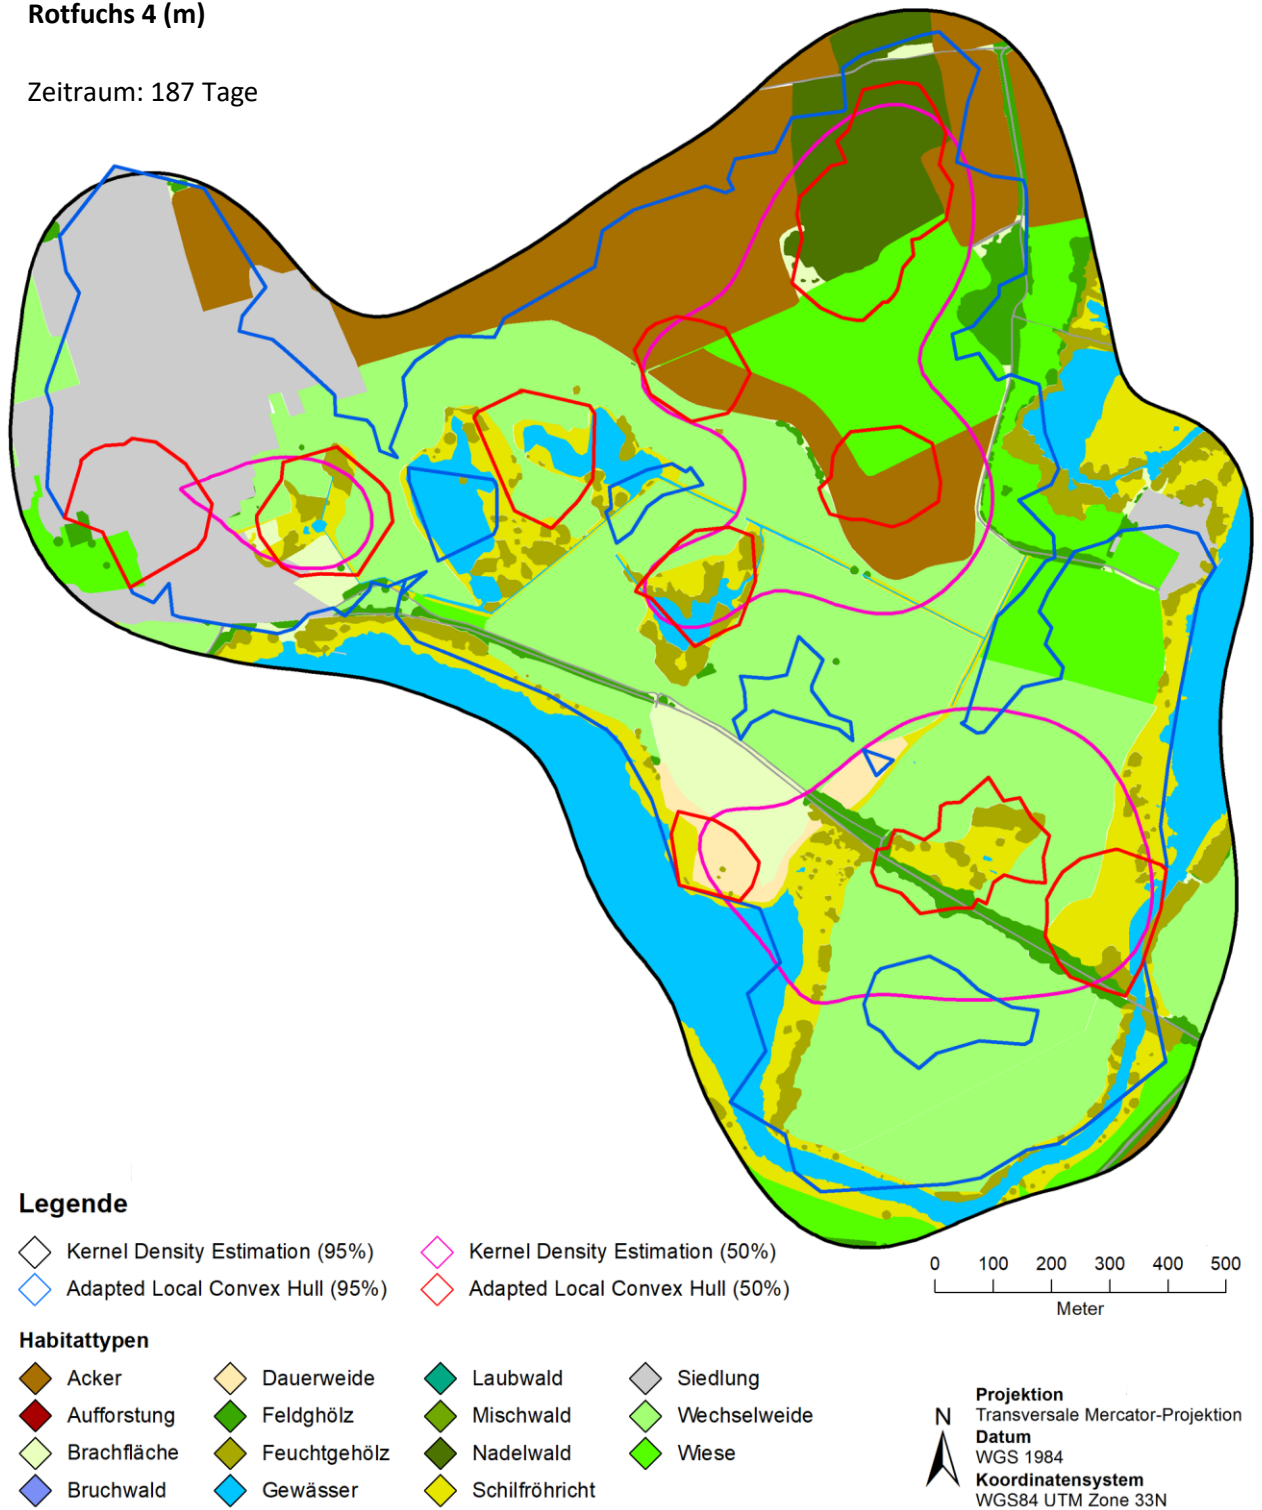 Rotfuchs 4 (m)
Zeitraum: 187 Tage
Legende
Kernel Density Estimation (95%)
Kernel Density Estimation (50%)
Adapted Local Convex Hull (95%)
Adapted Local Convex Hull (50%)
0 100 200 300 400 500
Meter
Habitattypen
Acker
Dauerweide
Laubwald
Siedlung
Aufforstung
Feldghölz
Mischwald
Wechselweide
Brachfläche
Feuchtgehölz
Nadelwald
Wiese
Bruchwald
Gewässer
Schilfröhricht
N
Projektion
Transversale Mercator-Projektion
Datum
WGS 1984
Koordinatensystem
WGS84 UTM Zone 33N